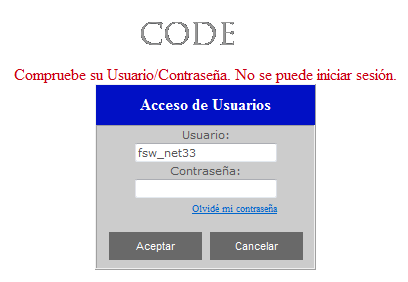 CODE
Compruebe su Usuario/Contraseña. No se puede iniciar sesión.
Acceso de Usuarios
Usuario:
fsw_net33
Contraseña:
Olvidé mi contraseña
Aceptar Cancelar